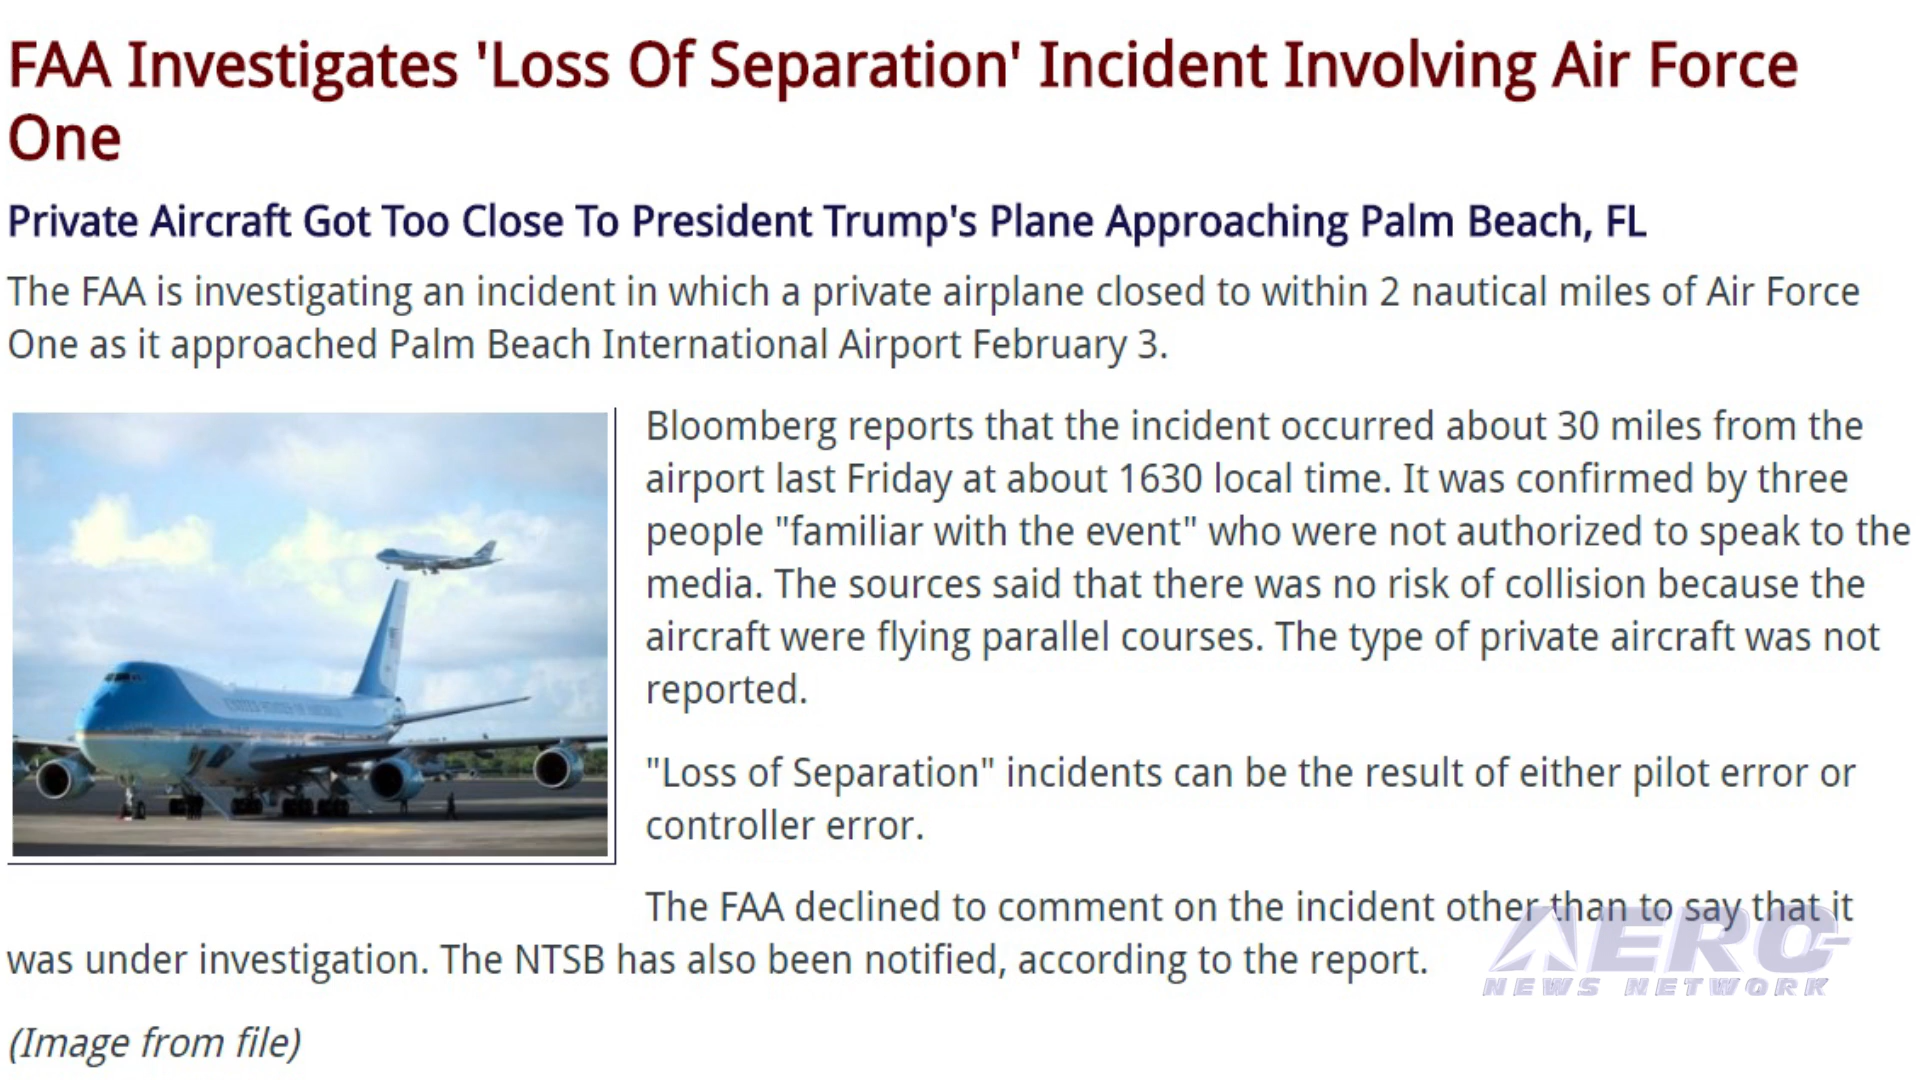 FAA Investigates 'Loss Of Separation' Incident Involving Air Force
One
Private Aircraft Got Too Close To President Trump's Plane Approaching Palm Beach, FL
The FAA is investigating an incident in which a private airplane closed to within 2 nautical miles of Air Force
One as it approached Palm Beach International Airport February 3.
Bloomberg reports that the incident occurred about 30 miles from the
airport last Friday at about 1630 local time. It was confirmed by three
people "familiar with the event" who were not authorized to speak to the
media. The sources said that there was no risk of collision because the
aircraft were flying parallel courses. The type of private aircraft was not
reported.
"Loss of Separation" incidents can be the result of either pilot error or
controller error.
The FAA declined to comment on the incident other than to say that it
was under investigation. The NTSB has also been notified, according to the report.
(Image from file)
UNITED STATES OF AMERICA
AERO
NEWS NETWORK